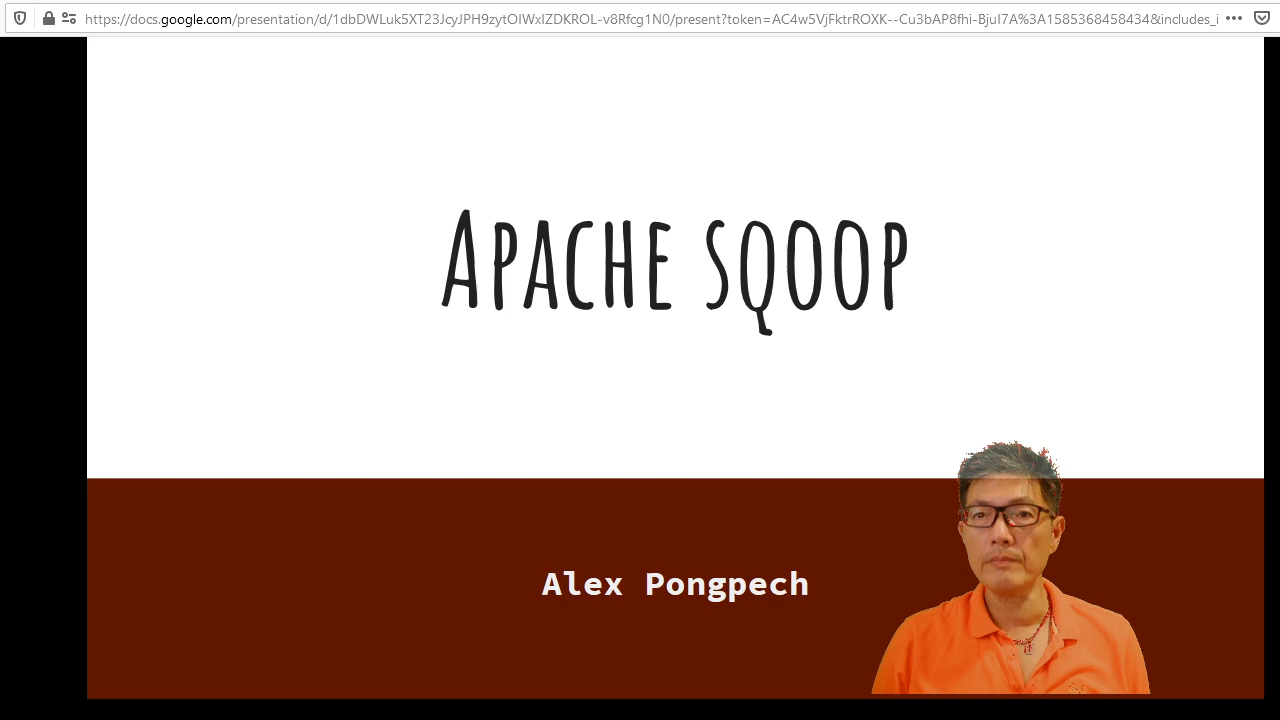 https://docs.google.com/presentation/d/1dbDWLuk5XT23JcyJPH9zytOIWxIZDKROL-v8Rfcg1N0/present?token=AC4w5VjFktrROXK--Cu3bAP8fhi-BjuI7A%3A1585368458434&includes_i
Apache sqoop
Alex Pongpech